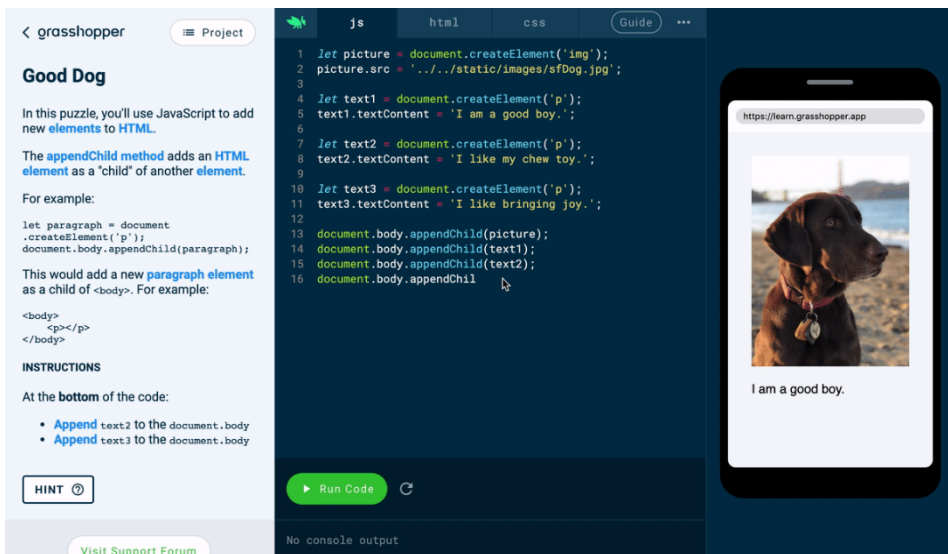 grasshopper
Project
Good Dog
In this puzzle, you'll use JavaScript to add
new elements to HTML.
The appendChild method adds an HTML
element as a "child" of another element.
For example:
let paragraph = document
.createElement('p');
document.body.appendChild(paragraph);
This would add a new paragraph element
as a child of <body>. For example:
<body>
<p></p>
</body>
INSTRUCTIONS
At the bottom of the code:
• Append text2 to the document.body
• Append text3 to the document.body
HINT
Visit Support Forum
js html css Guide
1 let picture = document.createElement('img');
2 picture.src = '../../static/images/sfDog.jpg';
3
4 let text1 = document.createElement('p');
5 text1.textContent = 'I am a good boy.';
6
7 let text2 = document.createElement('p');
8 text2.textContent = 'I like my chew toy.';
9
10 let text3 = document.createElement('p');
11 text3.textContent = 'I like bringing joy.';
12
13 document.body.appendChild(picture);
14 document.body.appendChild(text1);
15 document.body.appendChild(text2);
16 document.body.appendChil
Run Code
No console output
https://learn.grasshopper.app
I am a good boy.